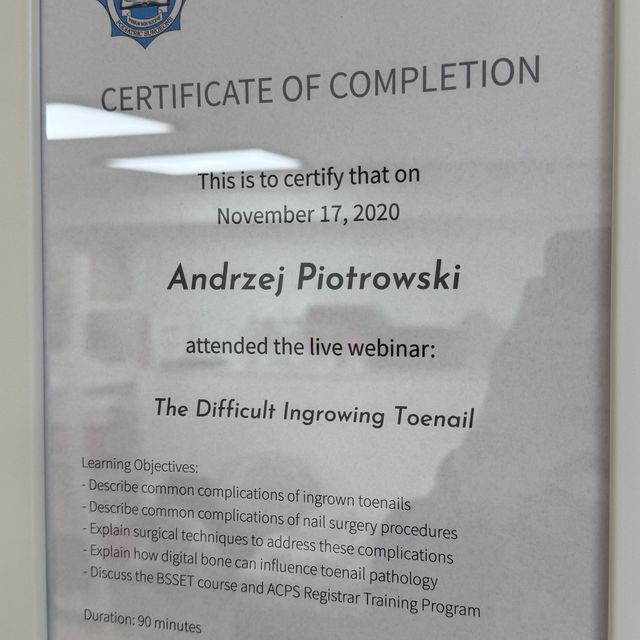 PODIATRIC SURGEONS
CERTIFICATE OF COMPLETION
This is to certify that on
November 17, 2020
Andrzej Piotrowski
attended the live webinar:
The Difficult Ingrowing Toenail
Learning Objectives:
- Describe common complications of ingrown toenails
- Describe common complications of nail surgery procedures
- Explain surgical techniques to address these complications
- Explain how digital bone can influence toenail pathology
- Discuss the BSSET course and ACPS Registrar Training Program
Duration: 90 minutes